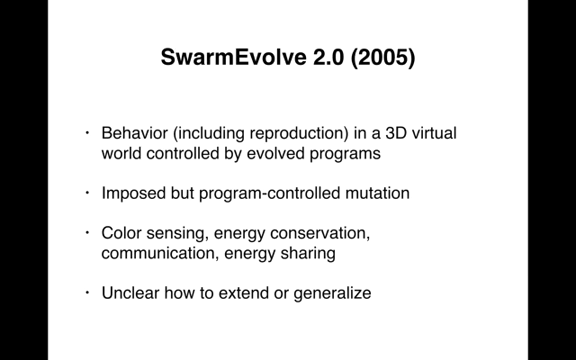 SwarmEvolve 2.0 (2005)
· Behavior (including reproduction) in a 3D virtual
world controlled by evolved programs
· Imposed but program-controlled mutation
· Color sensing, energy conservation,
communication, energy sharing
· Unclear how to extend or generalize